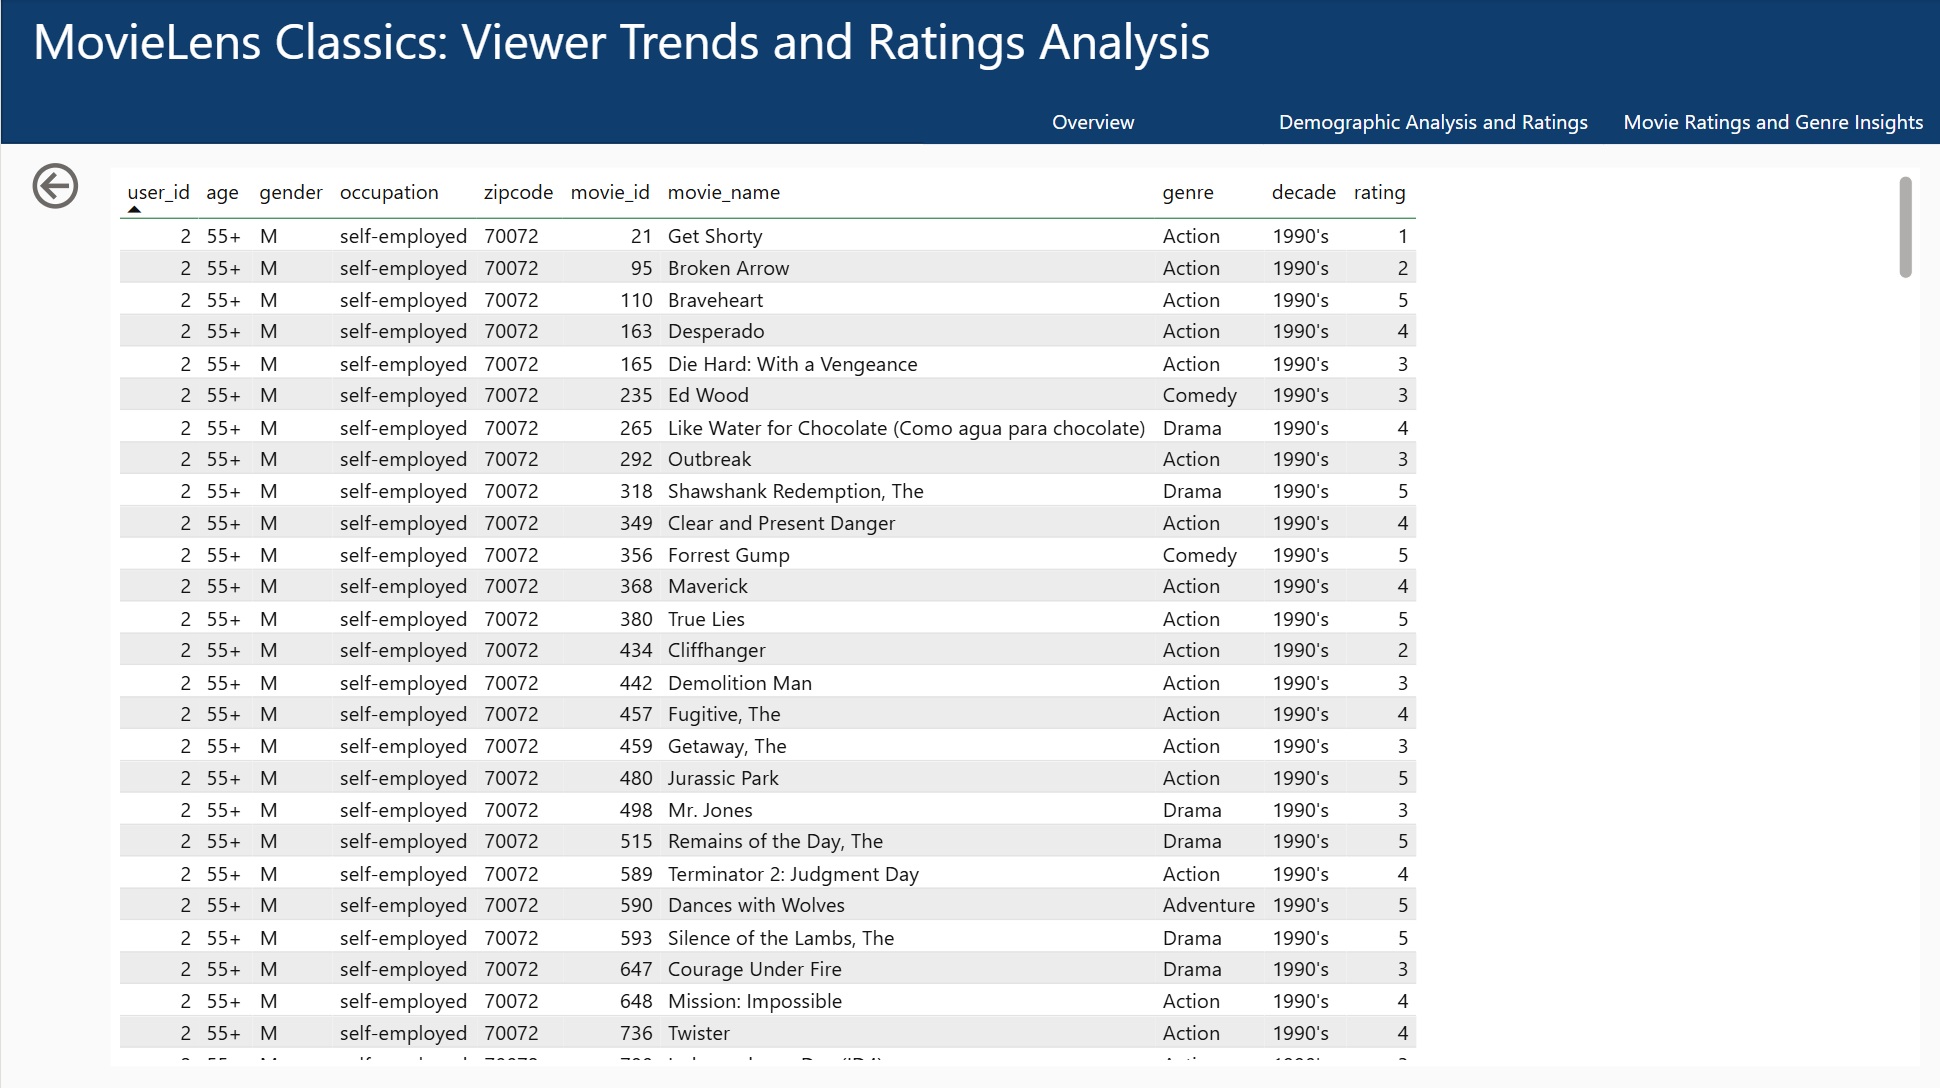 MovieLens Classics: Viewer Trends and Ratings Analysis
Overview Demographic Analysis and Ratings Movie Ratings and Genre Insights
user_id age gender occupation zipcode movie_id movie_name genre decade rating
2 55+ M self-employed 70072 21 Get Shorty Action 1990's 1
2 55+ M self-employed 70072 95 Broken Arrow Action 1990's 2
2 55+ M self-employed 70072 110 Braveheart Action 1990's 5
2 55+ M self-employed 70072 163 Desperado Action 1990's 4
2 55+ M self-employed 70072 165 Die Hard: With a Vengeance Action 1990's 3
2 55+ M self-employed 70072 235 Ed Wood Comedy 1990's 3
2 55+ M self-employed 70072 265 Like Water for Chocolate (Como agua para chocolate) Drama 1990's 4
2 55+ M self-employed 70072 292 Outbreak Action 1990's 3
2 55+ M self-employed 70072 318 Shawshank Redemption, The Drama 1990's 5
2 55+ M self-employed 70072 349 Clear and Present Danger Action 1990's 4
2 55+ M self-employed 70072 356 Forrest Gump Comedy 1990's 5
2 55+ M self-employed 70072 368 Maverick Action 1990's 4
2 55+ M self-employed 70072 380 True Lies Action 1990's 5
2 55+ M self-employed 70072 434 Cliffhanger Action 1990's 2
2 55+ M self-employed 70072 442 Demolition Man Action 1990's 3
2 55+ M self-employed 70072 457 Fugitive, The Action 1990's 4
2 55+ M self-employed 70072 459 Getaway, The Action 1990's 3
2 55+ M self-employed 70072 480 Jurassic Park Action 1990's 5
2 55+ M self-employed 70072 498 Mr. Jones Drama 1990's 3
2 55+ M self-employed 70072 515 Remains of the Day, The Drama 1990's 5
2 55+ M self-employed 70072 589 Terminator 2: Judgment Day Action 1990's 4
2 55+ M self-employed 70072 590 Dances with Wolves Adventure 1990's 5
2 55+ M self-employed 70072 593 Silence of the Lambs, The Drama 1990's 5
2 55+ M self-employed 70072 647 Courage Under Fire Drama 1990's 3
2 55+ M self-employed 70072 648 Mission: Impossible Action 1990's 4
2 55+ M self-employed 70072 736 Twister Action 1990's 4